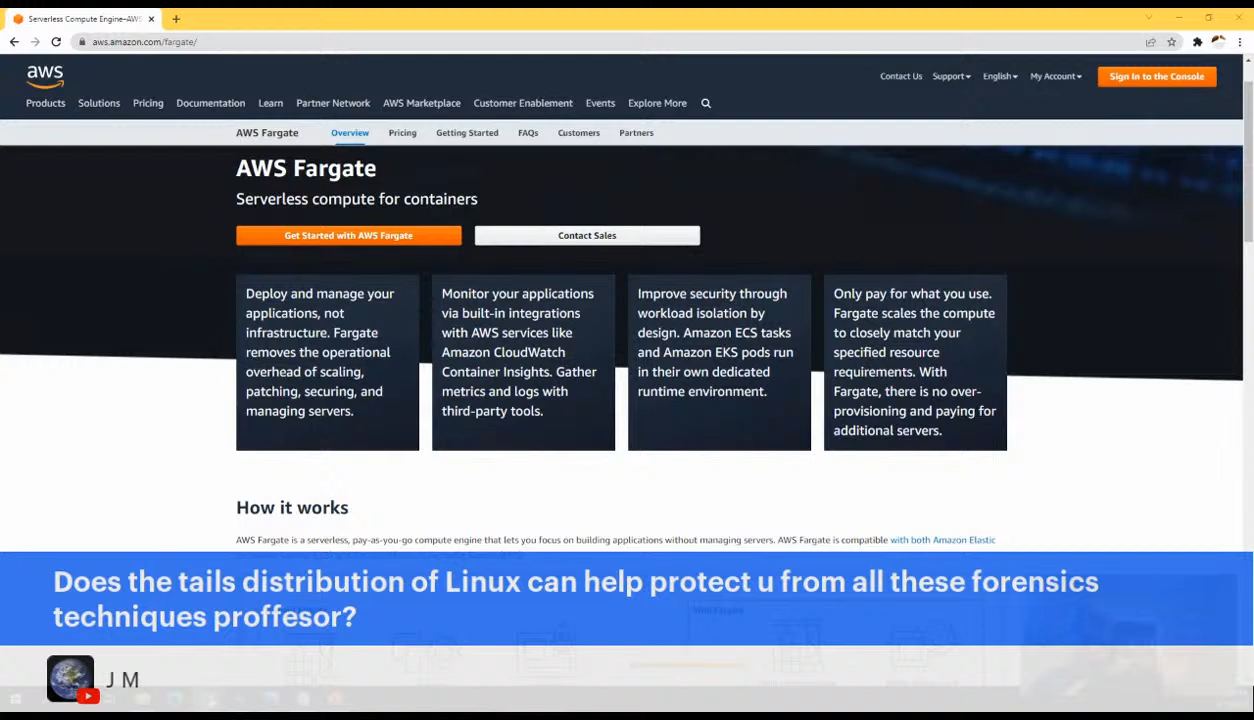 Serverless Compute Engine–AWS
aws.amazon.com/fargate/
aws
Contact Us Support English My Account Sign In to the Console
Products Solutions Pricing Documentation Learn Partner Network AWS Marketplace Customer Enablement Events Explore More
AWS Fargate Overview Pricing Getting Started FAQs Customers Partners
AWS Fargate
Serverless compute for containers
Get Started with AWS Fargate Contact Sales
Deploy and manage your
applications, not
infrastructure. Fargate
removes the operational
overhead of scaling,
patching, securing, and
managing servers.
Monitor your applications
via built-in integrations
with AWS services like
Amazon CloudWatch
Container Insights. Gather
metrics and logs with
third-party tools.
Improve security through
workload isolation by
design. Amazon ECS tasks
and Amazon EKS pods run
in their own dedicated
runtime environment.
Only pay for what you use.
Fargate scales the compute
to closely match your
specified resource
requirements. With
Fargate, there is no over-
provisioning and paying for
additional servers.
How it works
AWS Fargate is a serverless, pay-as-you-go compute engine that lets you focus on building applications without managing servers. AWS Fargate is compatible with both Amazon Elastic
Does the tails distribution of Linux can help protect u from all these forensics
techniques proffesor?
J M